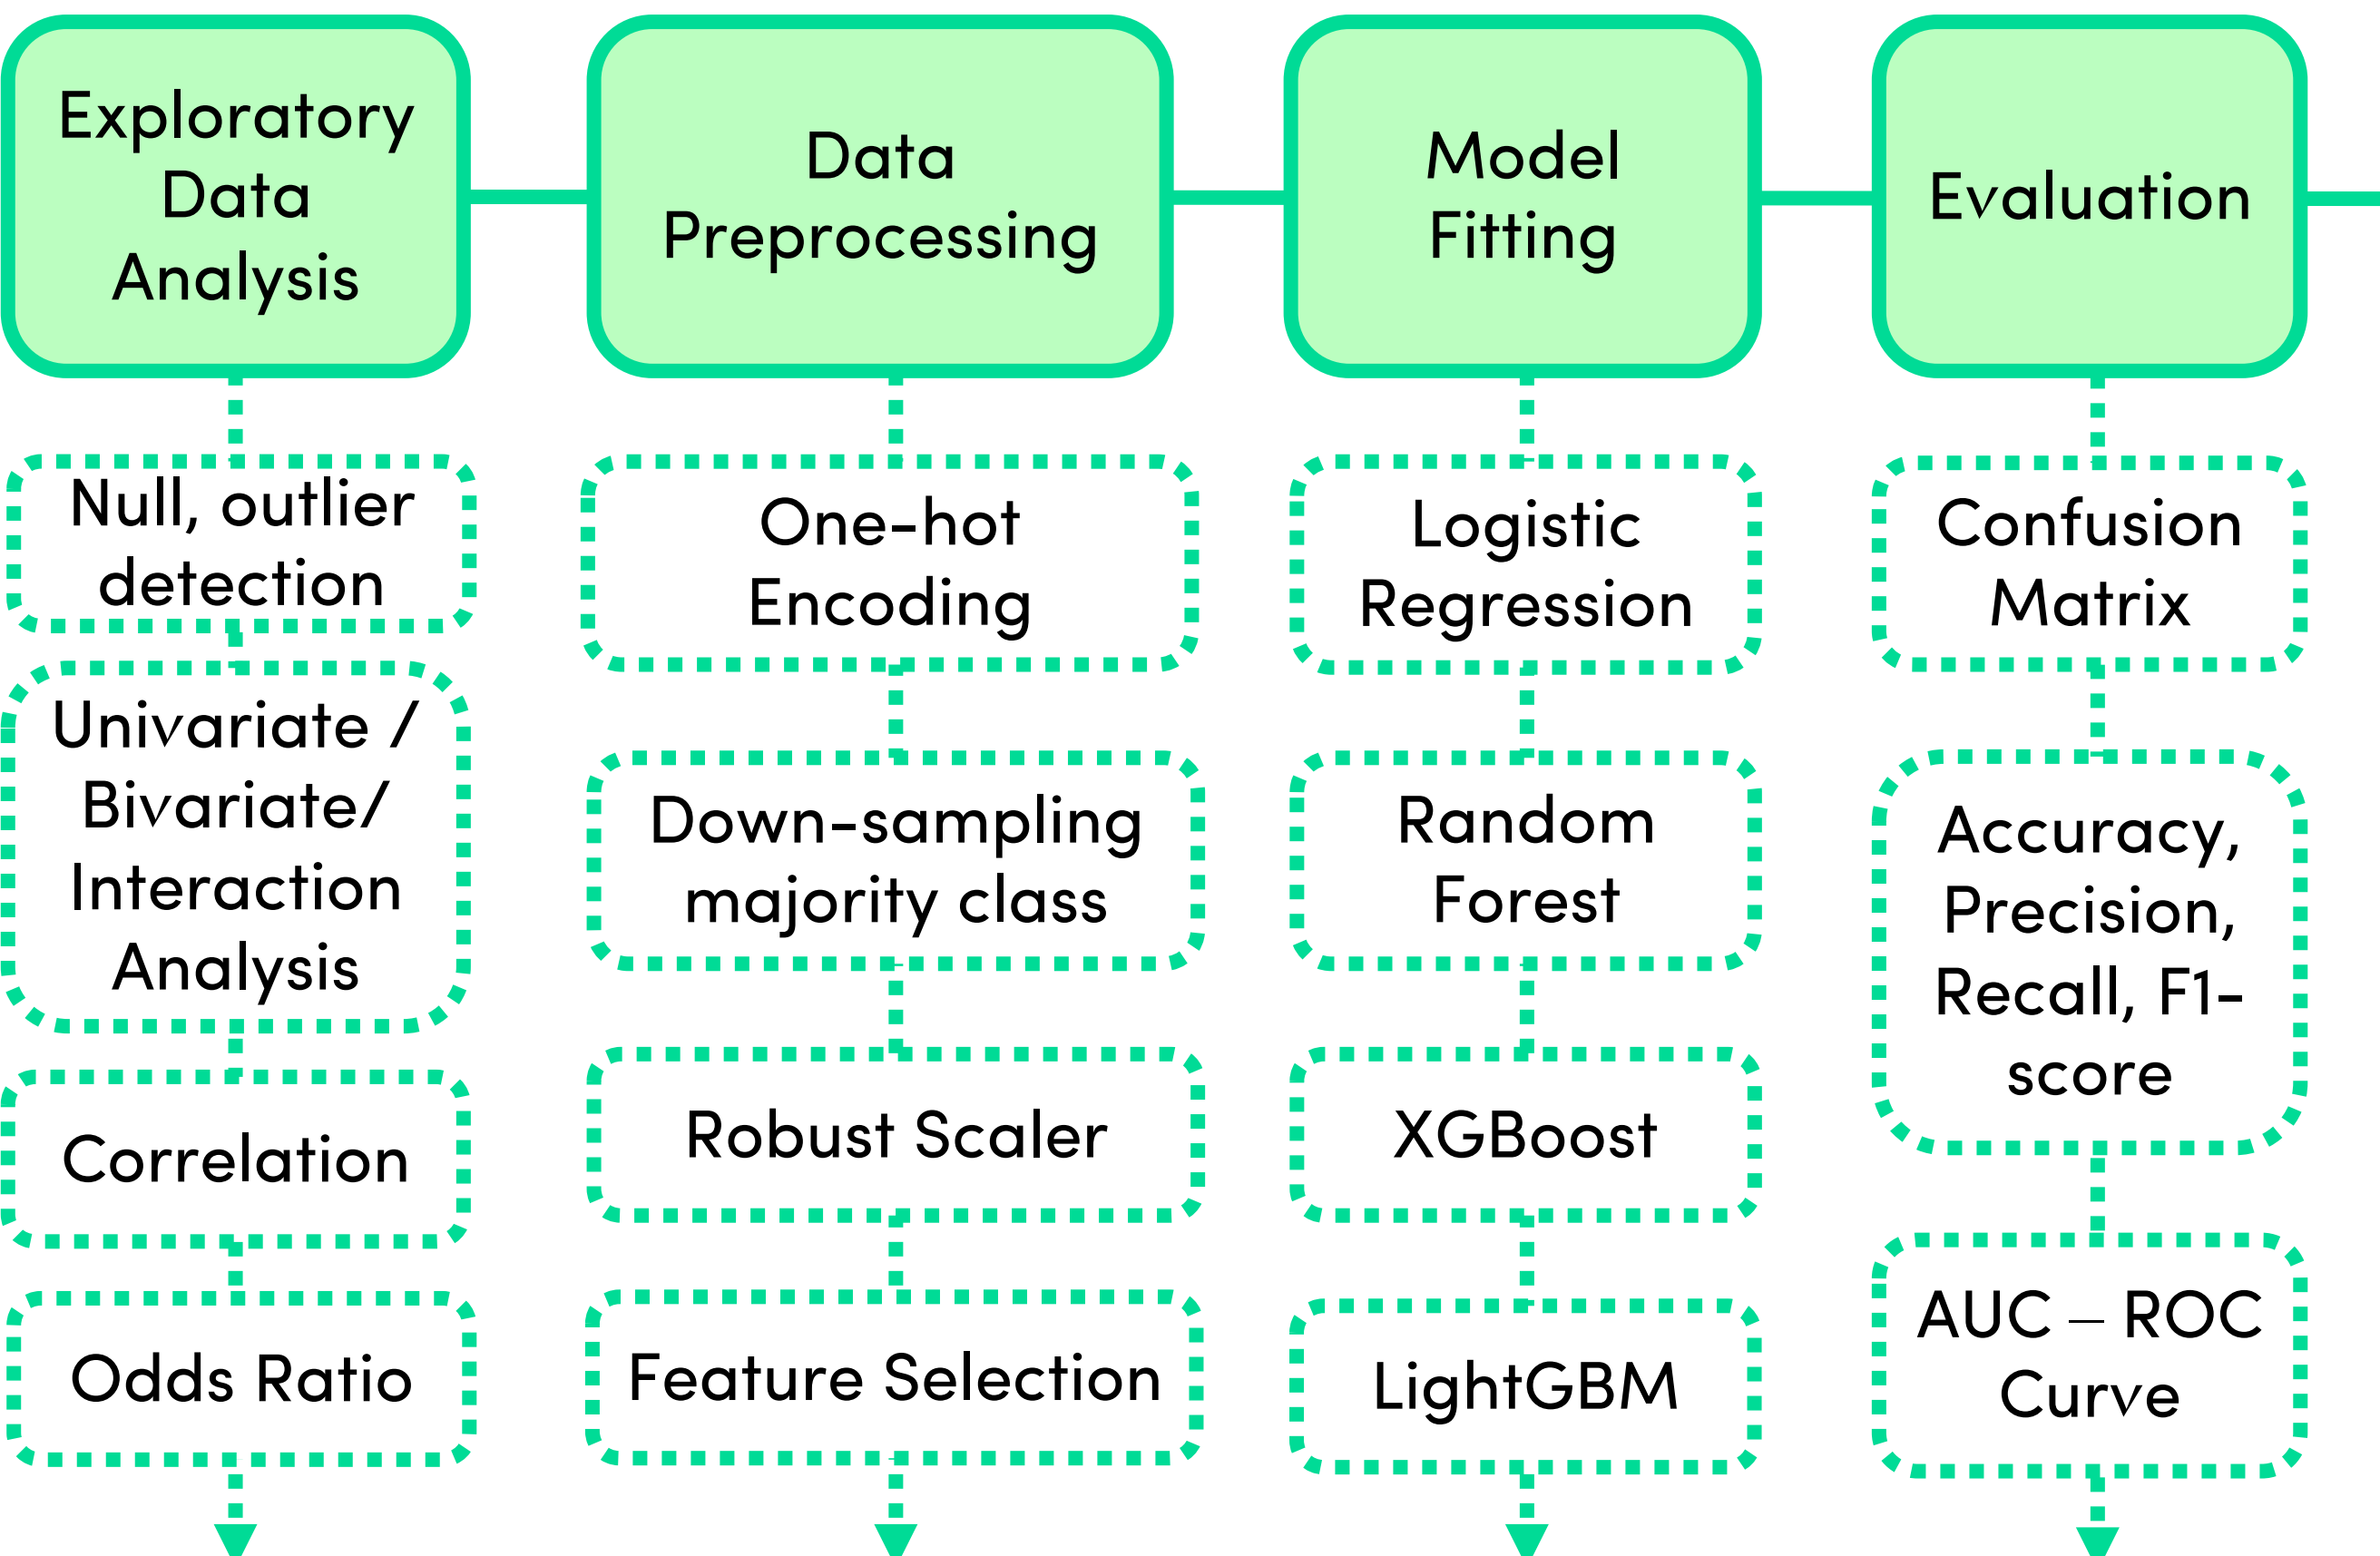 Exploratory
Data
Analysis
Data
Preprocessing
Model
Fitting
Evaluation
Null, outlier
detection
Univariate /
Bivariate/
Interaction
Analysis
Correlation
Odds Ratio
One-hot
Encoding
Down-sampling
majority class
Robust Scaler
Feature Selection
Logistic
Regression
Random
Forest
XGBoost
LightGBM
Confusion
Matrix
Accuracy,
Precision,
Recall, F1-
score
AUC – ROC
Curve